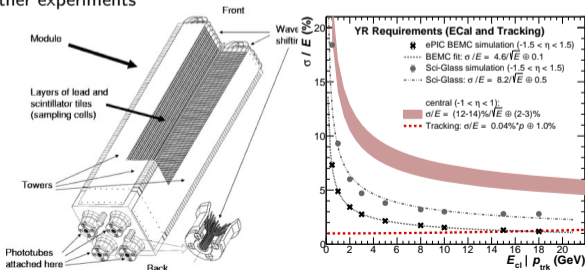 ther experiments
Front
Module
Wave
shiftin
Layers of lead and
scintillator tiles
(sampling cells)
Towers
Phototubes
attached here
Back
YR Requirements (ECal and Tracking)
ePIC BEMC simulation (-1.5 < η < 1.5)
BEMC fit: σ/E = 4.6/√E ⊕ 0.1
Sci-Glass simulation (-1.5 < η < 1.5)
Sci-Glass: σ/E = 8.2/√E ⊕ 0.5
central (-1 < η < 1):
σ/E = (12-14)%/√E ⊕ (2-3)%
Tracking: σ/E = 0.04%*p ⊕ 1.0%
σ / E (%)
20
15
10
5
0
0 2 4 6 8 10 12 14 16 18 20
E_cl | p_trk (GeV)